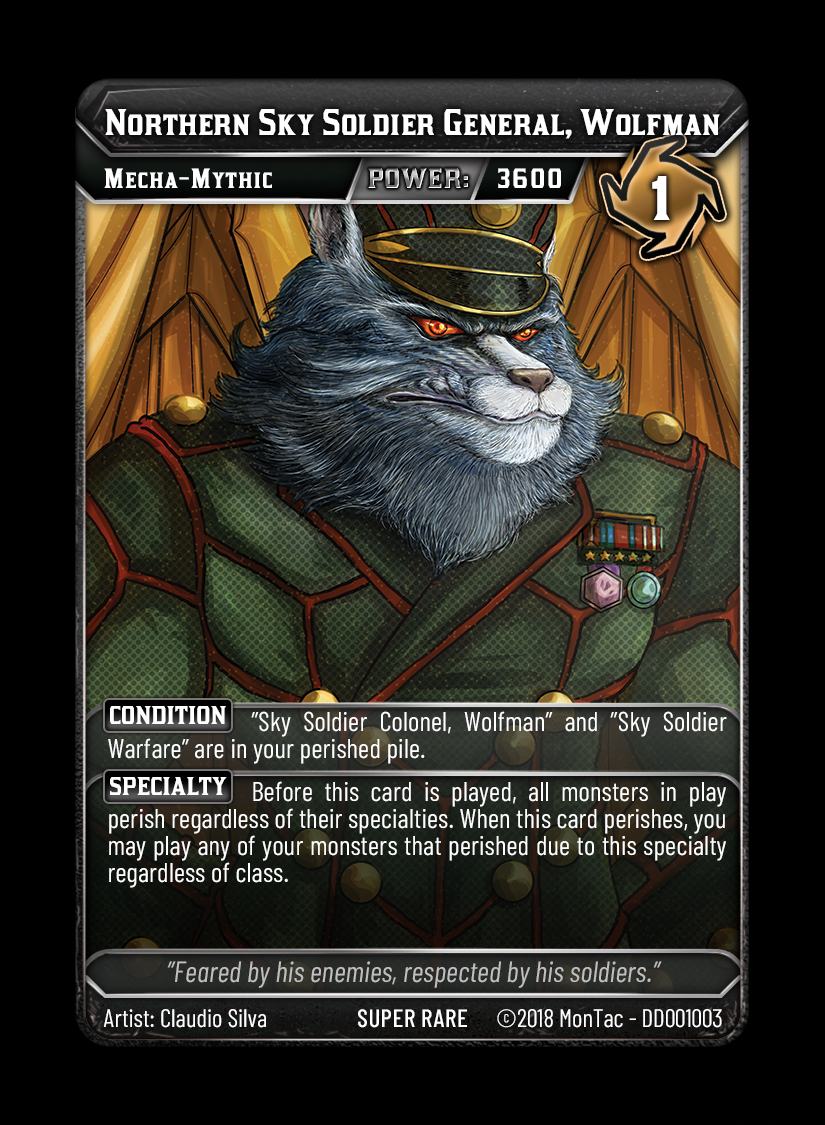 Northern Sky Soldier General, Wolfman
Mecha-Mythic POWER: 3600
1
CONDITION "Sky Soldier Colonel, Wolfman" and "Sky Soldier
Warfare" are in your perished pile.
SPECIALTY Before this card is played, all monsters in play
perish regardless of their specialties. When this card perishes, you
may play any of your monsters that perished due to this specialty
regardless of class.
"Feared by his enemies, respected by his soldiers."
Artist: Claudio Silva SUPER RARE ©2018 MonTac - DD001003